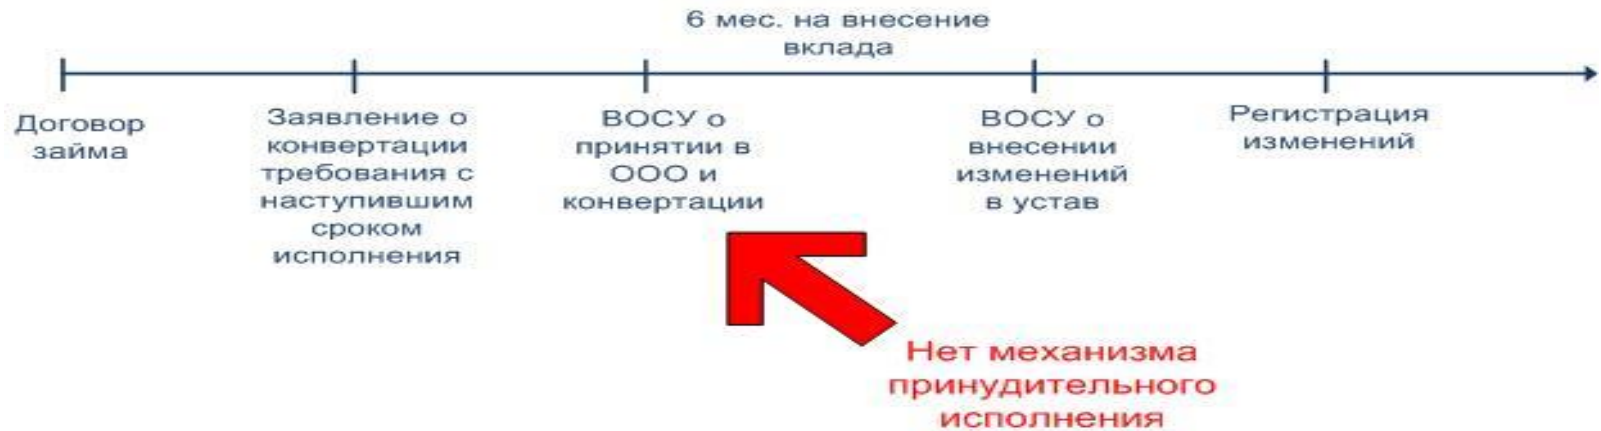 6 мес. на внесение
вклада
Договор
займа
Заявление о
конвертации
требования с
наступившим
сроком
исполнения
ВОСУ о
принятии в
ООО и
конвертации
ВОСУ о
внесении
изменений
в устав
Регистрация
изменений
Нет механизма
принудительного
исполнения